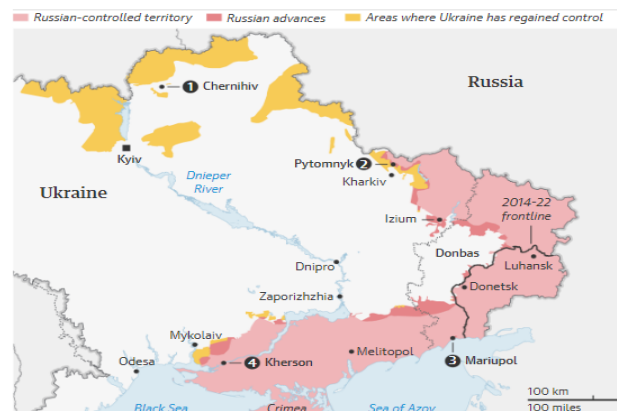 Russian-controlled territory Russian advances Areas where Ukraine has regained control
1 Chernihiv
Russia
Kyiv
Pytomnyk 2
Kharkiv
Dnieper
River
Ukraine
2014-22
frontline
Izium
Donbas
Luhansk
Dnipro
Donetsk
Zaporizhzhia
Mykolaiv
Melitopol
3 Mariupol
4 Kherson
Odesa
100 km
100 miles
Black Sea
Crimea
Sea of Azov